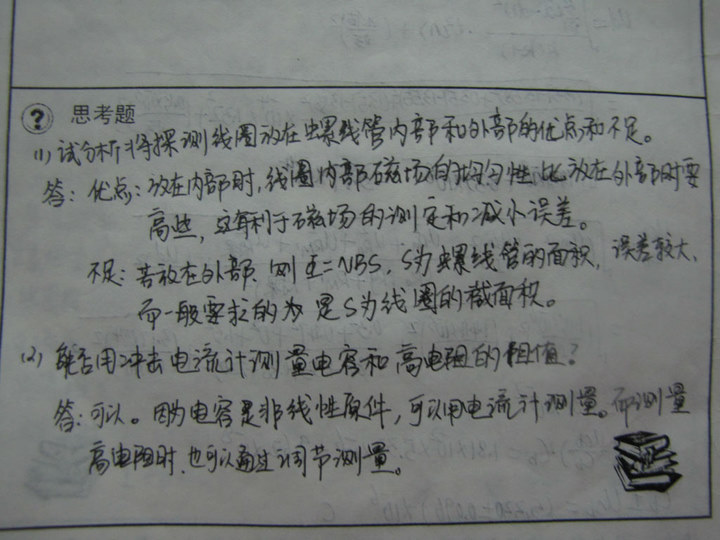 思考题
(1) 试分析将探测线圈放在螺线管内部和外部的优点和不足。
答: 优点: 放在内部时, 线圈内部磁场的均匀性比放在外部时要
高些, 这有利于磁场的测定和减小误差。
不足: 若放在外部, 则 Φ=NBS, S为螺线管的面积, 误差较大,
而一般要求的为是S为线圈的截面积。
(2) 能否用冲击电流计测量电容和高电阻的阻值?
答: 可以。因为电容是非线性原件, 可以用电流计测量。而测量
高电阻时, 也可以通过调节测量。